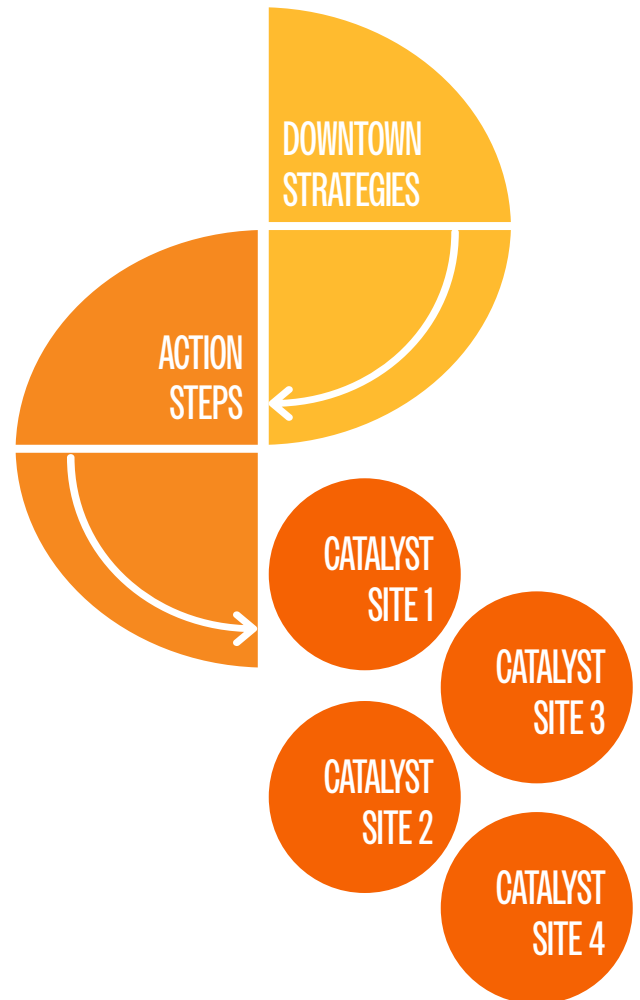 DOWNTOWN
STRATEGIES
ACTION
STEPS
CATALYST
SITE 1
CATALYST
SITE 3
CATALYST
SITE 2
CATALYST
SITE 4